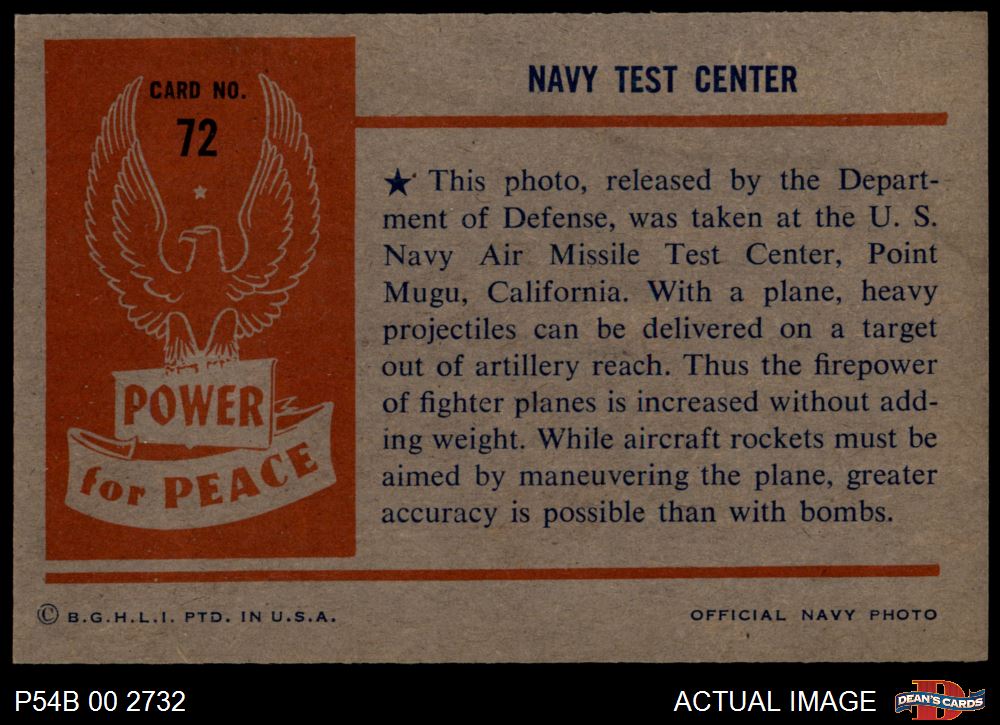 CARD NO.
72
POWER
for PEACE
NAVY TEST CENTER
★ This photo, released by the Depart-
ment of Defense, was taken at the U. S.
Navy Air Missile Test Center, Point
Mugu, California. With a plane, heavy
projectiles can be delivered on a target
out of artillery reach. Thus the firepower
of fighter planes is increased without add-
ing weight. While aircraft rockets must be
aimed by maneuvering the plane, greater
accuracy is possible than with bombs.
© B.G.H.L.I. PTD. IN U.S.A.
OFFICIAL NAVY PHOTO
P54B 00 2732
ACTUAL IMAGE
D
DEAN'S CARDS